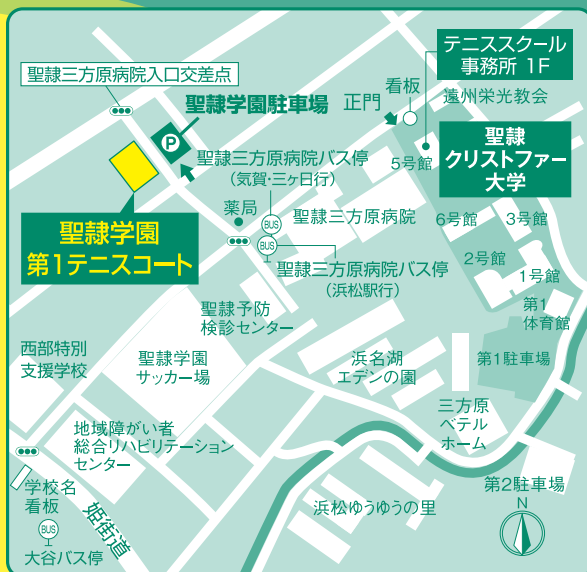 テニススクール
事務所 1F
聖隷三方原病院入口交差点
看板
正門
遠州栄光教会
聖隷学園駐車場
P
聖隷
クリストファー
大学
5号館
聖隷三方原病院バス停
(気賀・三ヶ日行)
薬局
BUS
聖隷三方原病院
6号館
3号館
聖隷学園
第1テニスコート
BUS
聖隷三方原病院バス停
(浜松駅行)
2号館
1号館
聖隷予防
検診センター
第1
体育館
西部特別
支援学校
聖隷学園
サッカー場
浜名湖
エデンの園
第1駐車場
三方原
ベテル
ホーム
地域障がい者
総合リハビリテーション
センター
学校名
看板
姫街道
浜松ゆうゆうの里
第2駐車場
N
BUS
大谷バス停